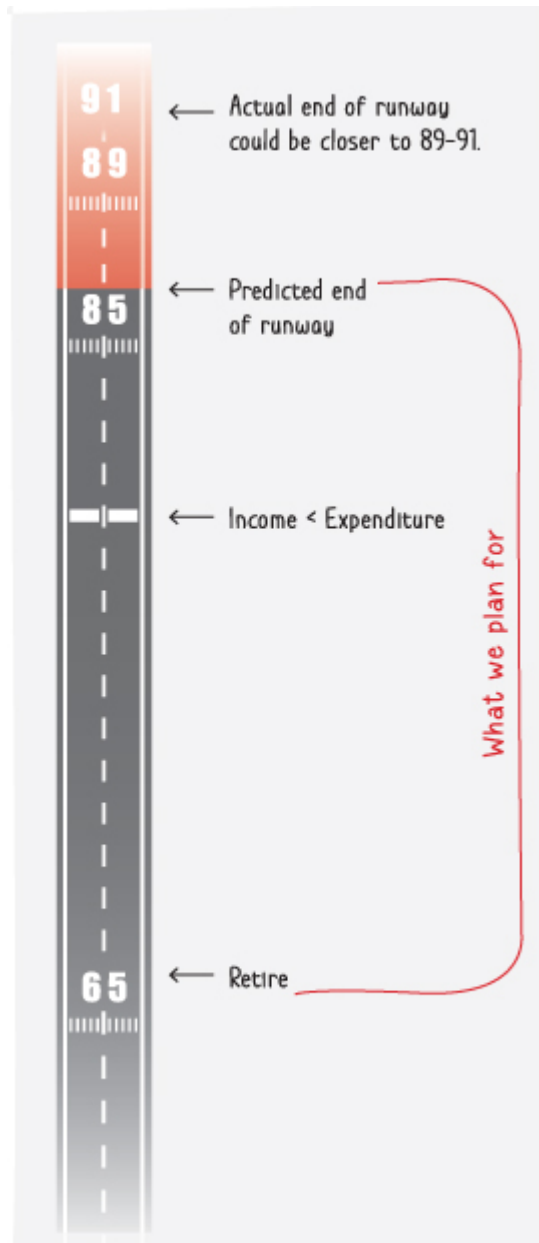 91
Actual end of runway
could be closer to 89-91.
89
Predicted end
of runway
85
Income < Expenditure
What we plan for
65
Retire